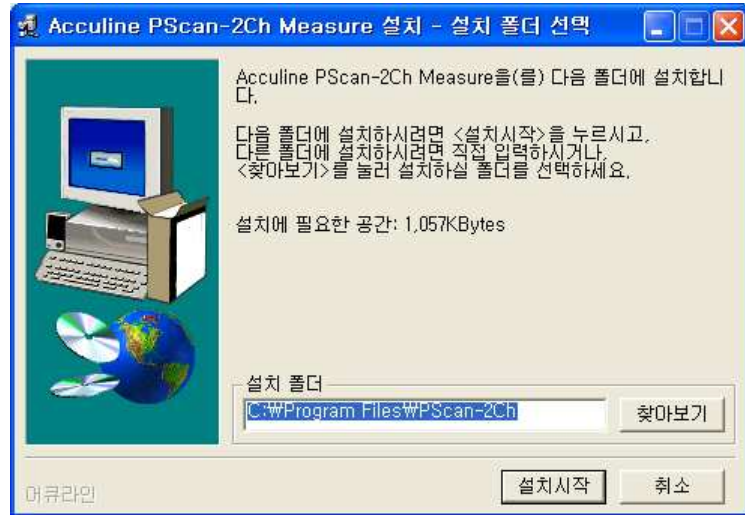 Acculine PScan-2Ch Measure 설치 - 설치 폴더 선택
Acculine PScan-2Ch Measure을(를) 다음 폴더에 설치합니
다.
다음 폴더에 설치하시려면 <설치시작>을 누르시고,
다른 폴더에 설치하시려면 직접 입력하시거나,
<찾아보기>를 눌러 설치하실 폴더를 선택하세요.
설치에 필요한 공간: 1,057KBytes
설치 폴더
C:₩Program Files₩PScan-2Ch
찾아보기
어큐라인
설치시작
취소